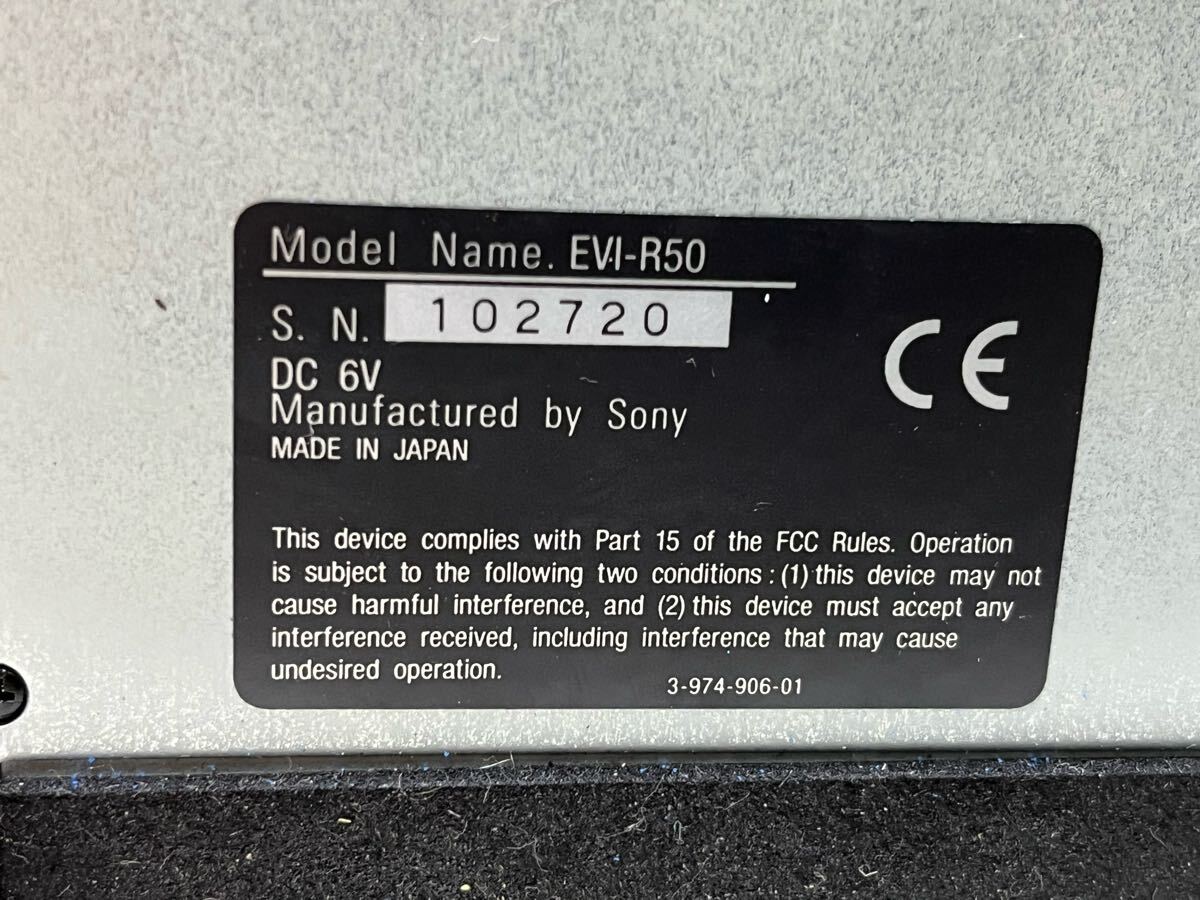 Model Name. EVI-R50
S. N. 102720
DC 6V
Manufactured by Sony
MADE IN JAPAN
CE
This device complies with Part 15 of the FCC Rules. Operation
is subject to the following two conditions : (1) this device may not
cause harmful interference, and (2) this device must accept any
interference received, including interference that may cause
undesired operation.
3-974-906-01